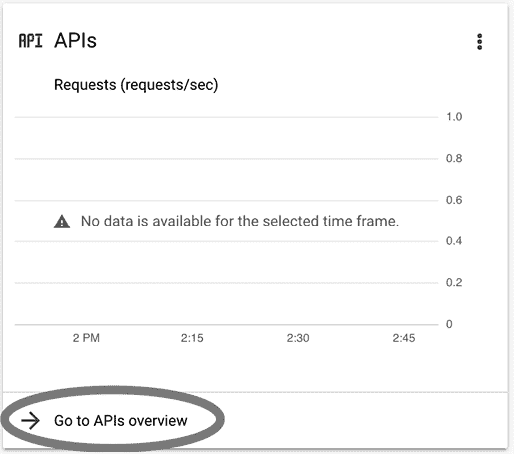 API APIs
Requests (requests/sec)
1.0
0.8
0.6
No data is available for the selected time frame.
0.4
0.2
0
2 PM 2:15 2:30 2:45
Go to APIs overview